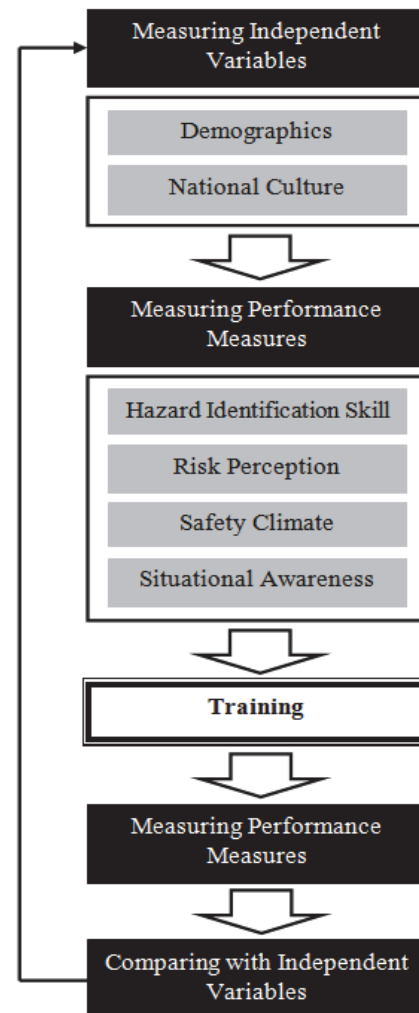 Measuring Independent
Variables
Demographics
National Culture
Measuring Performance
Measures
Hazard Identification Skill
Risk Perception
Safety Climate
Situational Awareness
Training
Measuring Performance
Measures
Comparing with Independent
Variables